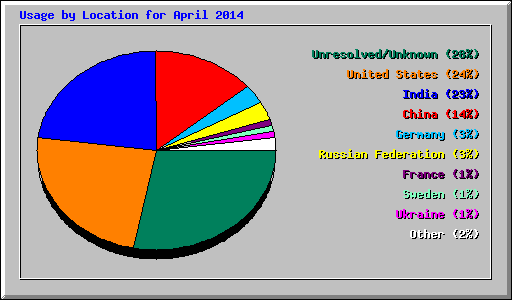 Usage by Location for April 2014
Unresolved/Unknown (28%)
United States (24%)
India (23%)
China (14%)
Germany (3%)
Russian Federation (3%)
France (1%)
Sweden (1%)
Ukraine (1%)
Other (2%)